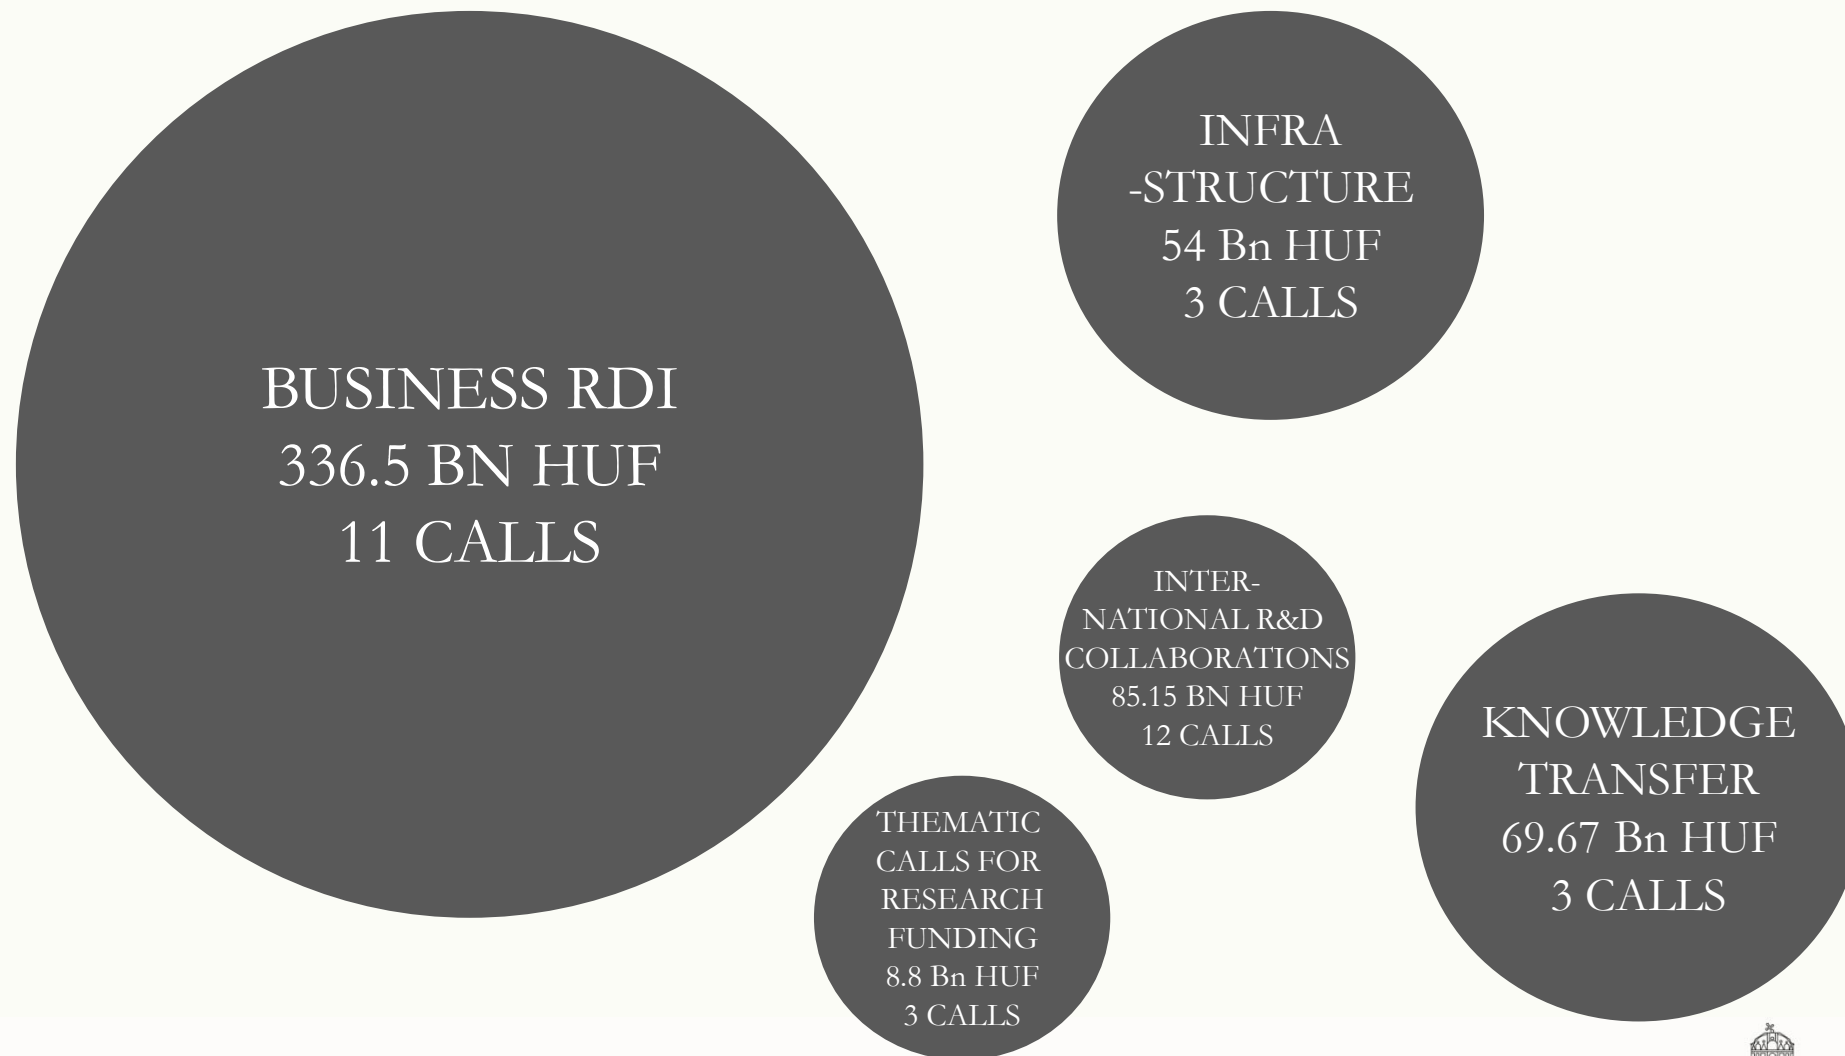 BUSINESS RDI
336.5 BN HUF
11 CALLS
INFRA
-STRUCTURE
54 Bn HUF
3 CALLS
INTER-
NATIONAL R&D
COLLABORATIONS
85.15 BN HUF
12 CALLS
KNOWLEDGE
TRANSFER
69.67 Bn HUF
3 CALLS
THEMATIC
CALLS FOR
RESEARCH
FUNDING
8.8 Bn HUF
3 CALLS